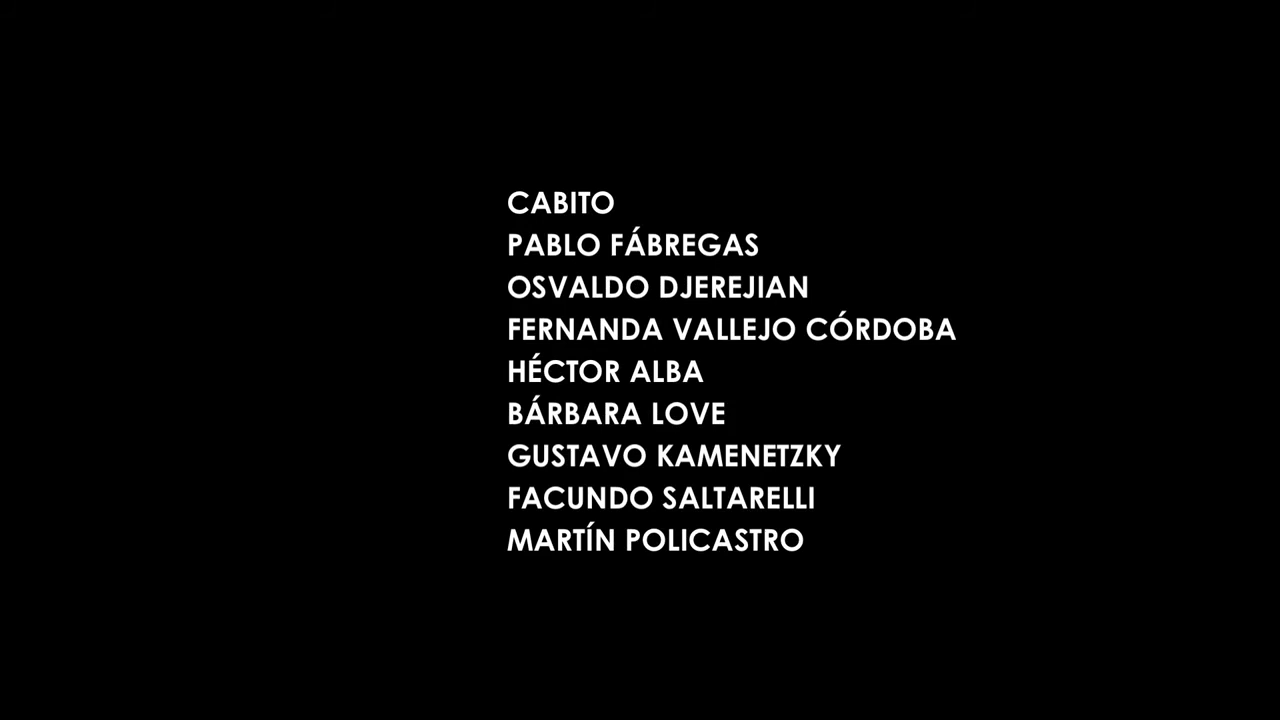 CABITO
PABLO FÁBREGAS
OSVALDO DJEREJIAN
FERNANDA VALLEJO CÓRDOBA
HÉCTOR ALBA
BÁRBARA LOVE
GUSTAVO KAMENETZKY
FACUNDO SALTARELLI
MARTÍN POLICASTRO